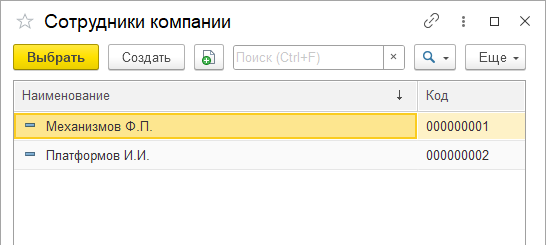 Сотрудники компании
Выбрать Создать Поиск (Ctrl+F) × Еще
Наименование ↓ Код
Механизмов Ф.П. 000000001
Платформов И.И. 000000002